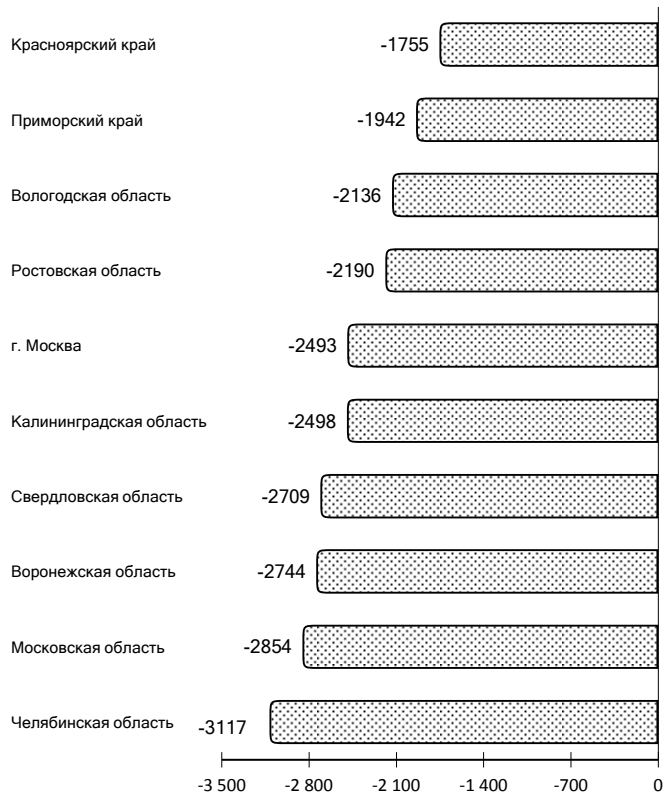 Красноярский край -1755
Приморский край -1942
Вологодская область -2136
Ростовская область -2190
г. Москва -2493
Калининградская область -2498
Свердловская область -2709
Воронежская область -2744
Московская область -2854
Челябинская область -3117
-3 500 -2 800 -2 100 -1 400 -700 0